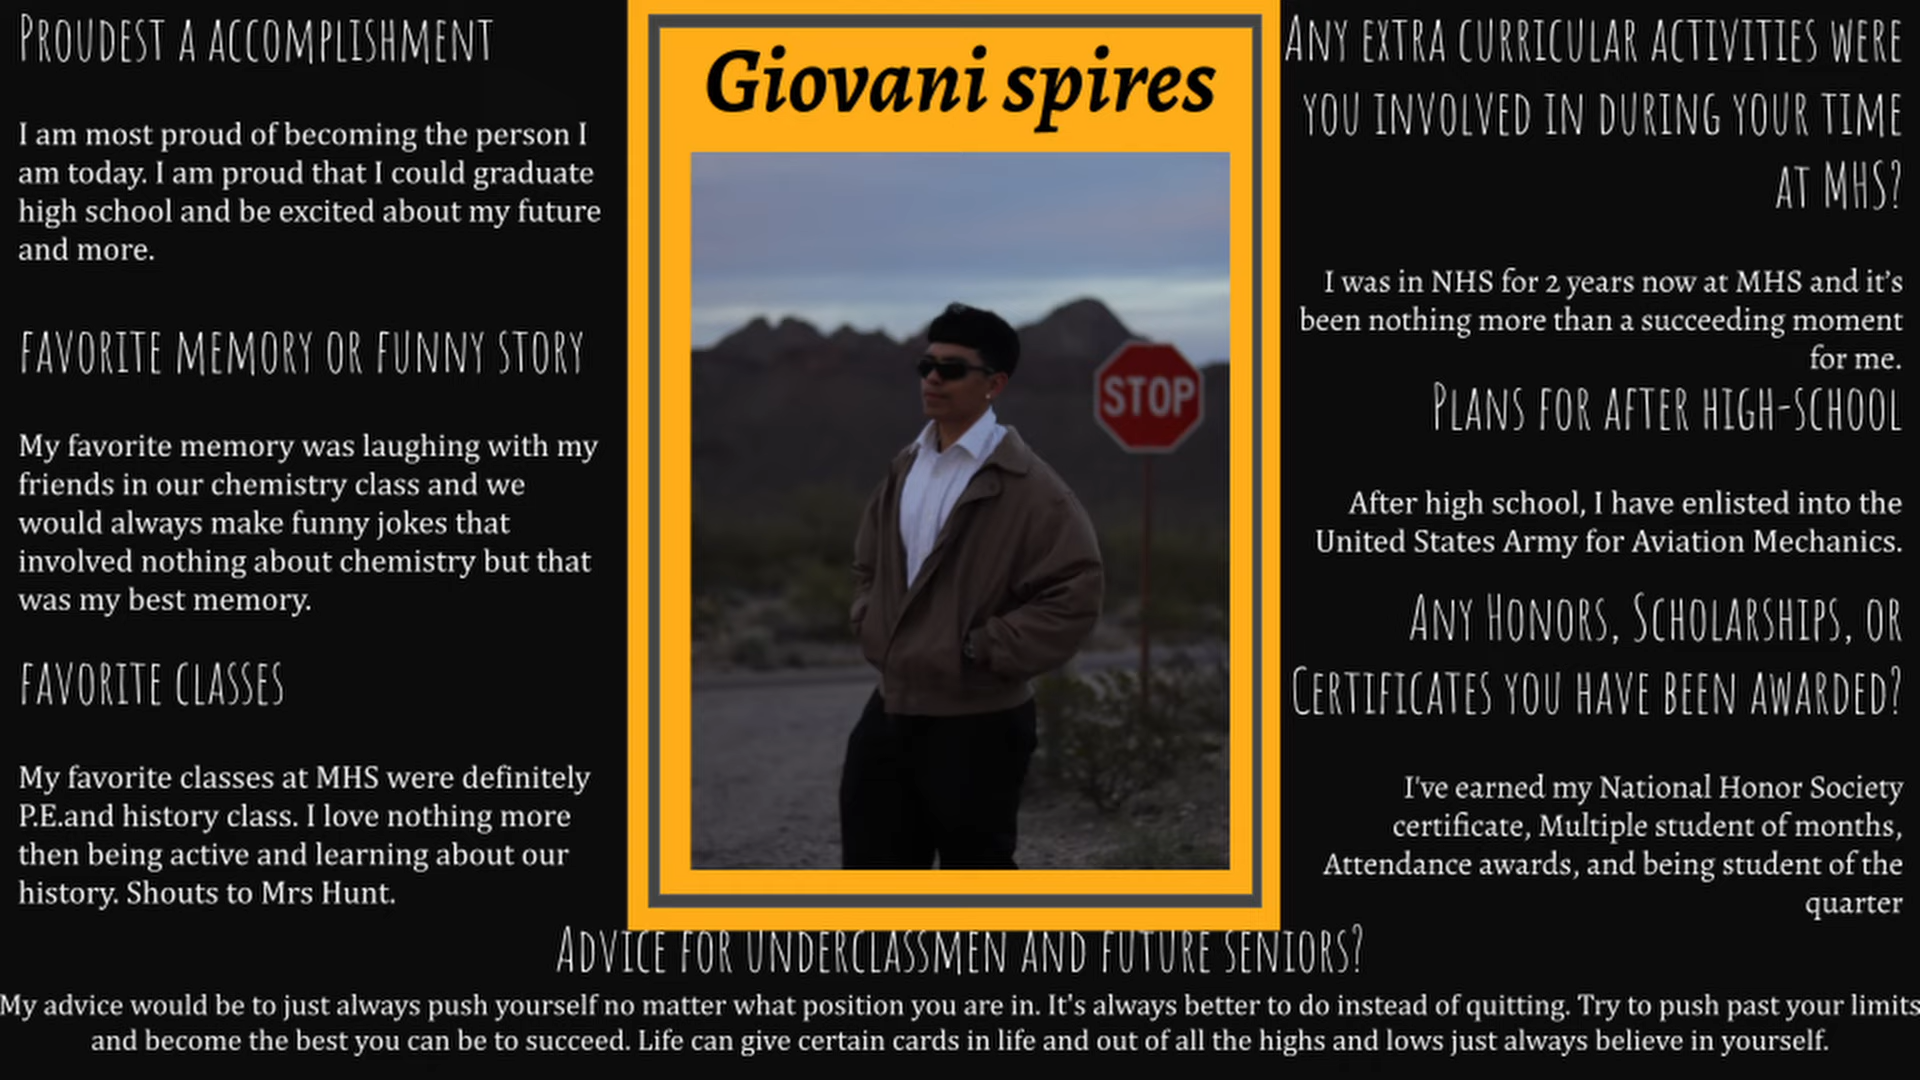 PROUDEST A ACCOMPLISHMENT
I am most proud of becoming the person I
am today. I am proud that I could graduate
high school and be excited about my future
and more.
FAVORITE MEMORY OR FUNNY STORY
My favorite memory was laughing with my
friends in our chemistry class and we
would always make funny jokes that
involved nothing about chemistry but that
was my best memory.
FAVORITE CLASSES
My favorite classes at MHS were definitely
P.E.and history class. I love nothing more
then being active and learning about our
history. Shouts to Mrs Hunt.
Giovani spires
STOP
ANY EXTRA CURRICULAR ACTIVITIES WERE
YOU INVOLVED IN DURING YOUR TIME
AT MHS?
I was in NHS for 2 years now at MHS and it’s
been nothing more than a succeeding moment
for me.
PLANS FOR AFTER HIGH-SCHOOL
After high school, I have enlisted into the
United States Army for Aviation Mechanics.
ANY HONORS, SCHOLARSHIPS, OR
CERTIFICATES YOU HAVE BEEN AWARDED?
I've earned my National Honor Society
certificate, Multiple student of months,
Attendance awards, and being student of the
quarter
ADVICE FOR UNDERCLASSMEN AND FUTURE SENIORS?
My advice would be to just always push yourself no matter what position you are in. It's always better to do instead of quitting. Try to push past your limits
and become the best you can be to succeed. Life can give certain cards in life and out of all the highs and lows just always believe in yourself.